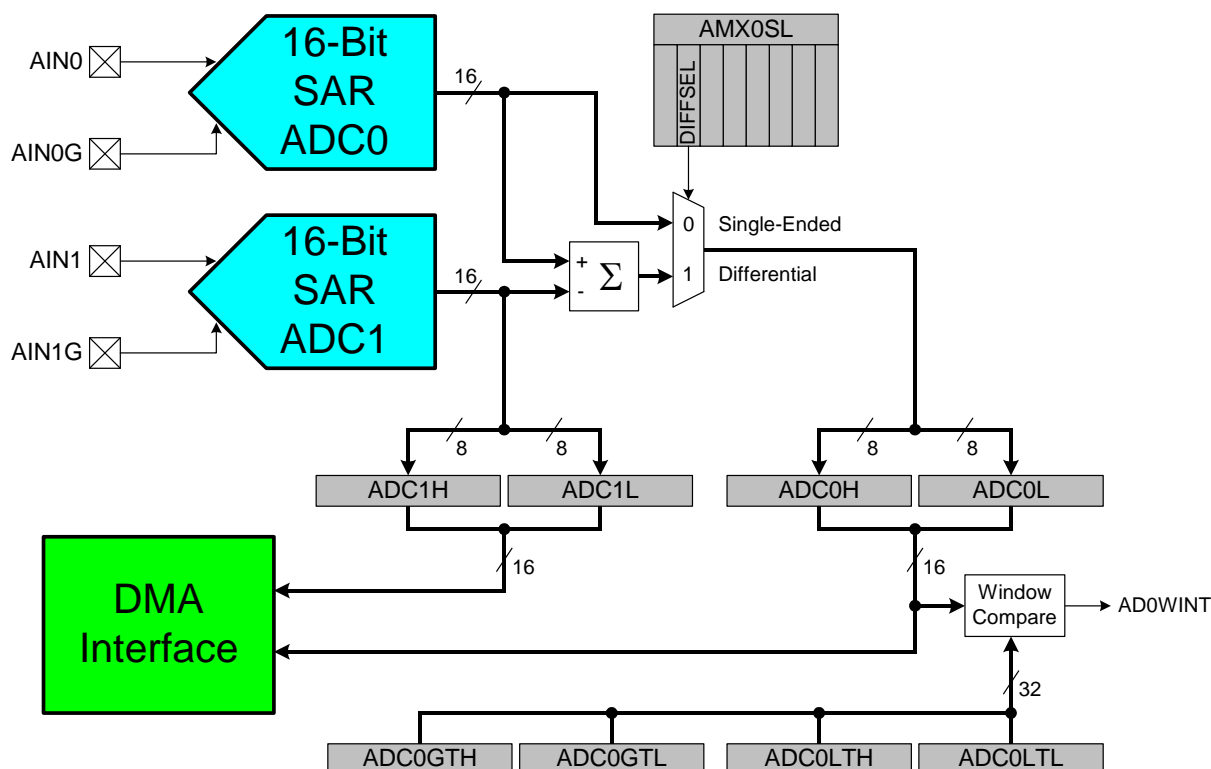 AMX0SL
DIFFSEL
AIN0
AIN0G
16-Bit
SAR
ADC0
16
AIN1
AIN1G
16-Bit
SAR
ADC1
16
+
-
Σ
0
1
Single-Ended
Differential
8
8
8
8
ADC1H
ADC1L
ADC0H
ADC0L
16
16
DMA
Interface
Window
Compare
AD0WINT
32
ADC0GTH
ADC0GTL
ADC0LTH
ADC0LTL